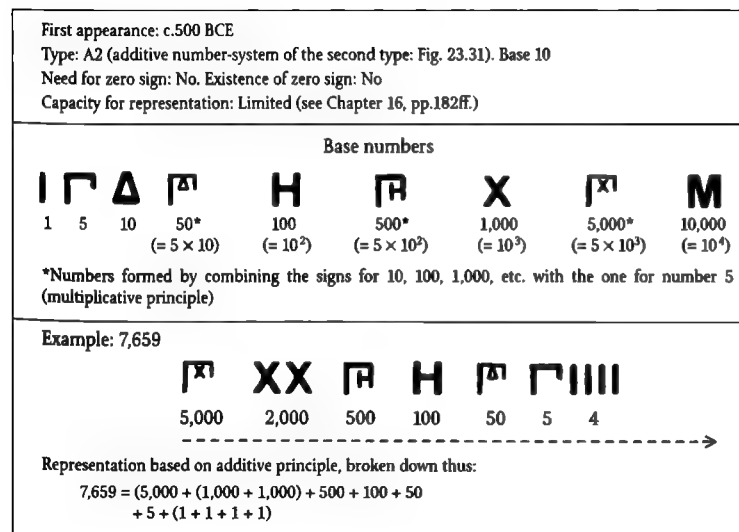 First appearance: c.500 BCE
Type: A2 (additive number-system of the second type: Fig. 23.31). Base 10
Need for zero sign: No. Existence of zero sign: No
Capacity for representation: Limited (see Chapter 16, pp.182ff.)
Base numbers
Ι Γ Δ 𐅄 Η 𐅅 Χ 𐅆 Μ
1 5 10 50* 100 500* 1,000 5,000* 10,000
(= 5 × 10) (= 10²) (= 5 × 10²) (= 10³) (= 5 × 10³) (= 10⁴)
*Numbers formed by combining the signs for 10, 100, 1,000, etc. with the one for number 5
(multiplicative principle)
Example: 7,659
𐅆 ΧΧ 𐅅 Η 𐅄 ΓΙΙΙΙ
5,000 2,000 500 100 50 5 4
Representation based on additive principle, broken down thus:
7,659 = (5,000 + (1,000 + 1,000) + 500 + 100 + 50
+ 5 + (1 + 1 + 1 + 1)